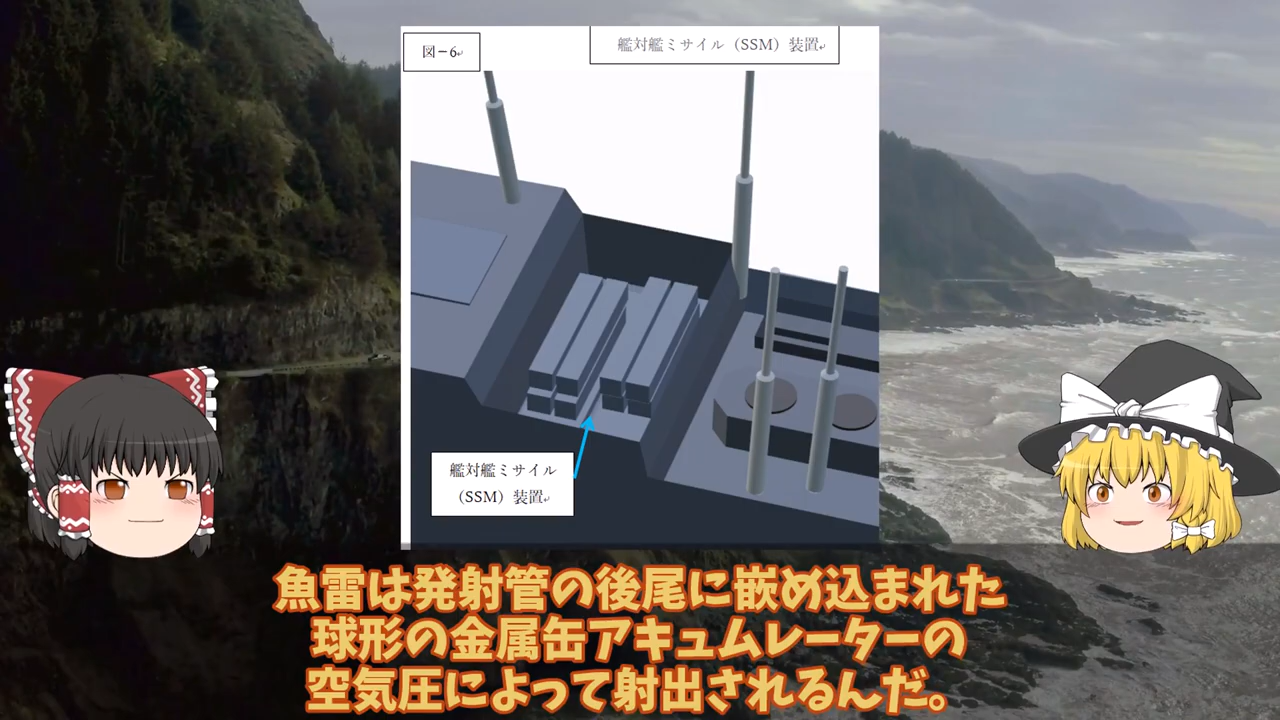 図－6
艦対艦ミサイル（SSM）装置
艦対艦ミサイル
（SSM）装置
魚雷は発射管の後尾に嵌め込まれた
球形の金属缶アキュムレーターの
空気圧によって射出されるんだ。